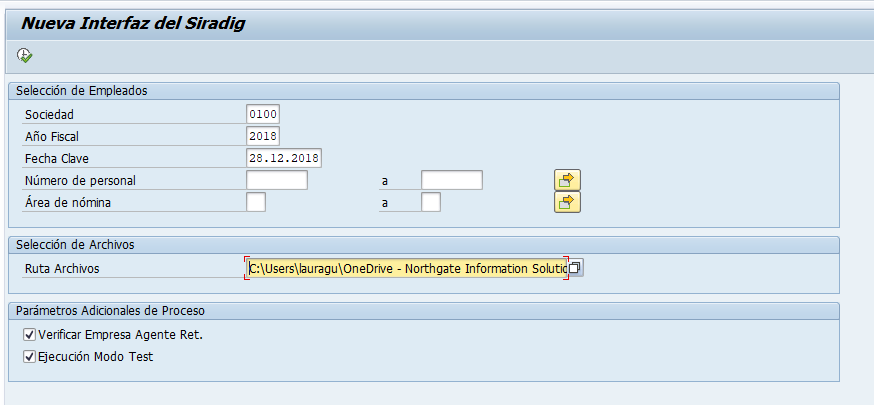 Nueva Interfaz del Siradig
Selección de Empleados
Sociedad 0100
Año Fiscal 2018
Fecha Clave 28.12.2018
Número de personal a
Área de nómina a
Selección de Archivos
Ruta Archivos C:\Users\lauragu\OneDrive - Northgate Information Solutio
Parámetros Adicionales de Proceso
Verificar Empresa Agente Ret.
Ejecución Modo Test